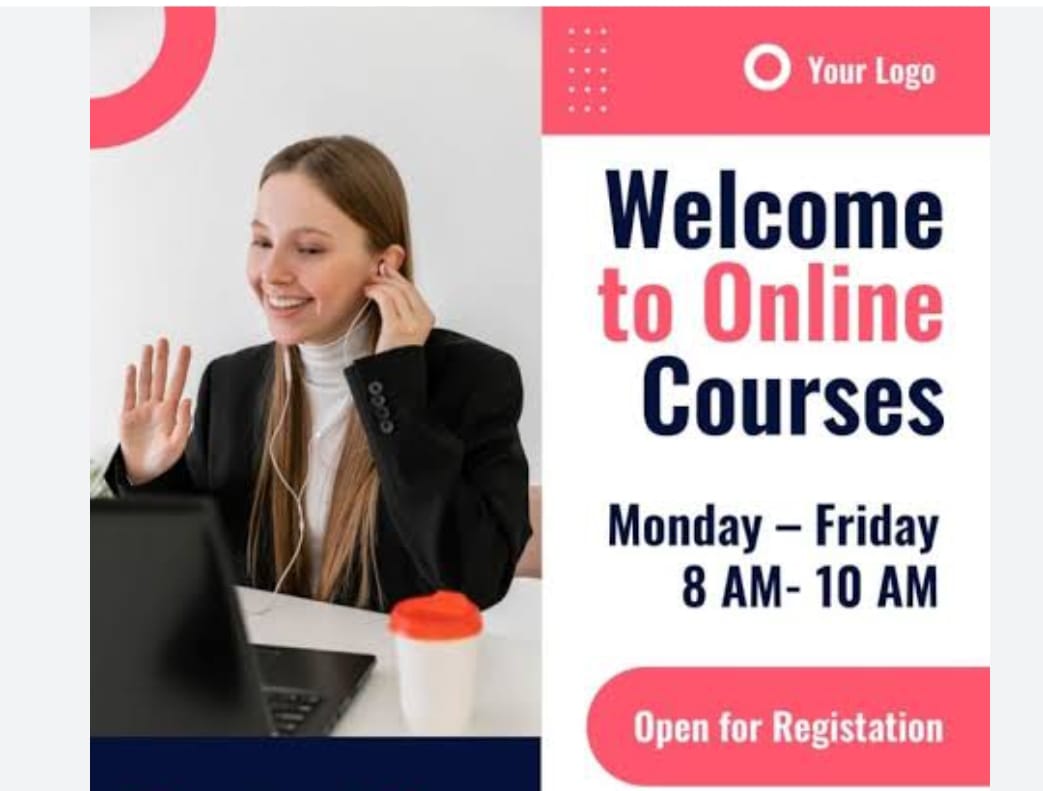 Your Logo
Welcome
to Online
Courses
Monday – Friday
8 AM- 10 AM
Open for Registation